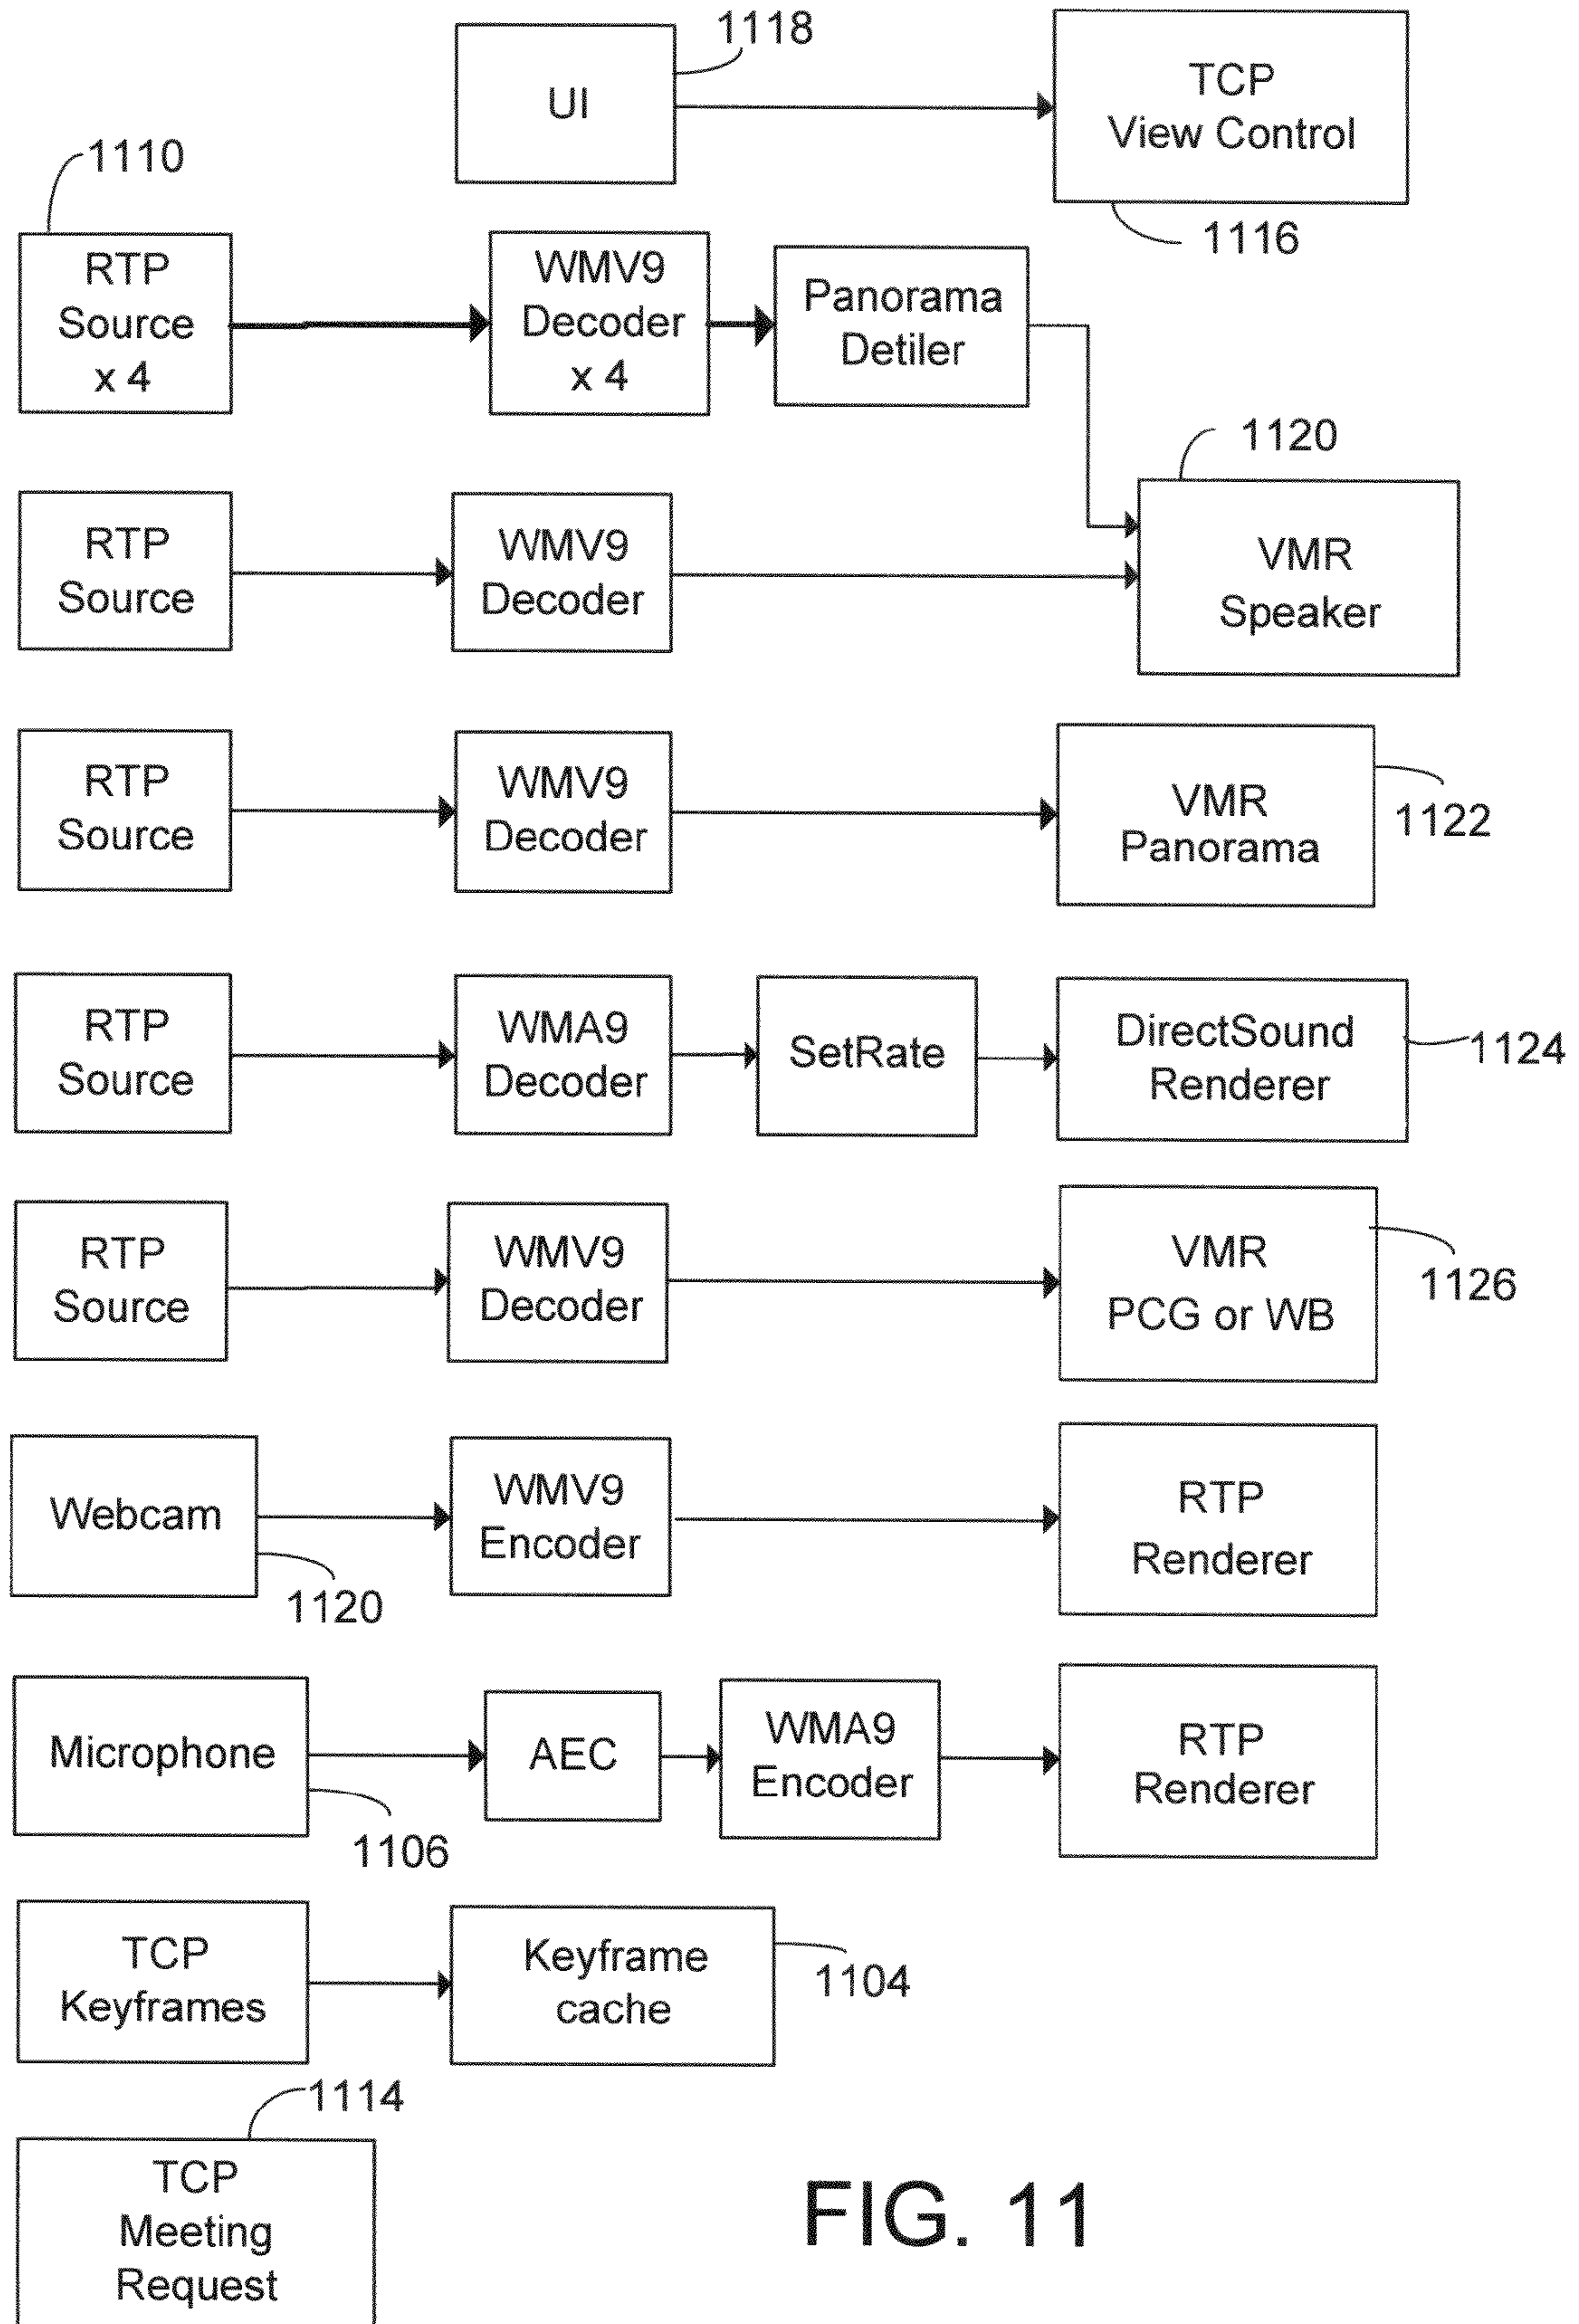 1118
UI
TCP
View Control
1116
1110
RTP
Source
x 4
WMV9
Decoder
x 4
Panorama
Detiler
1120
RTP
Source
WMV9
Decoder
VMR
Speaker
RTP
Source
WMV9
Decoder
VMR
Panorama
1122
RTP
Source
WMA9
Decoder
SetRate
DirectSound
Renderer
1124
RTP
Source
WMV9
Decoder
VMR
PCG or WB
1126
Webcam
1120
WMV9
Encoder
RTP
Renderer
Microphone
1106
AEC
WMA9
Encoder
RTP
Renderer
TCP
Keyframes
Keyframe
cache
1104
1114
TCP
Meeting
Request
FIG. 11